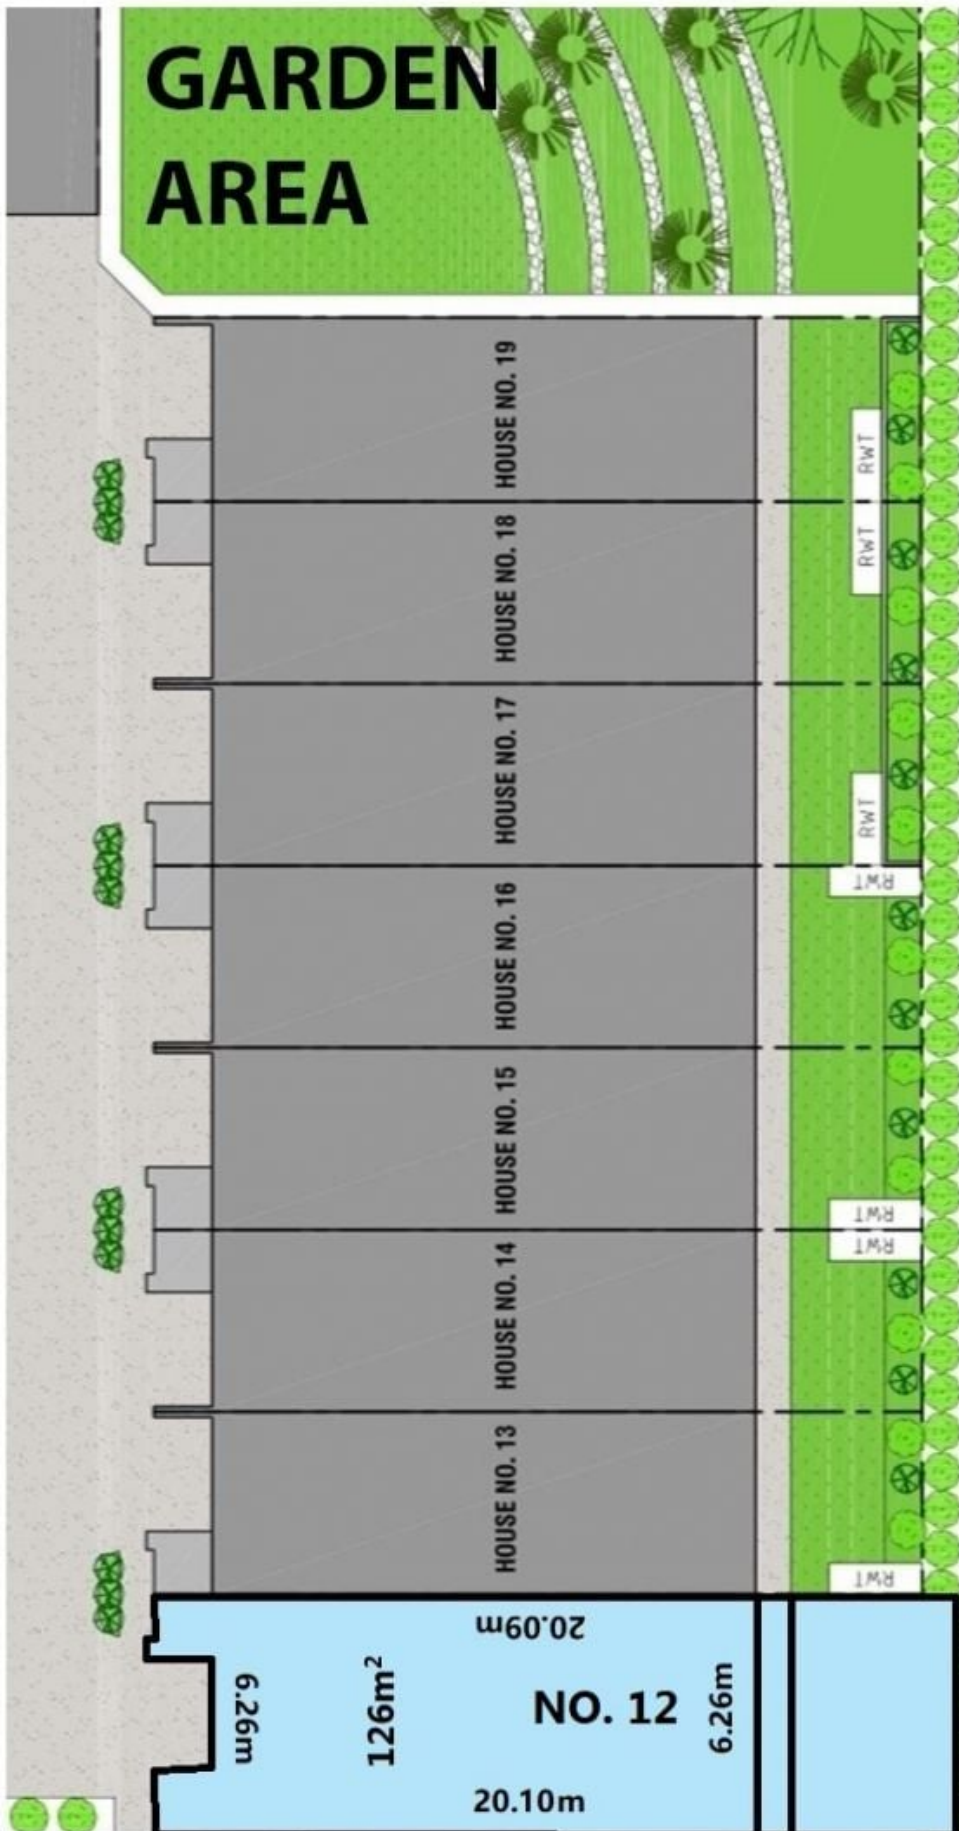 GARDEN
AREA
HOUSE NO. 19
RWT
HOUSE NO. 18
RWT
HOUSE NO. 17
RWT
HOUSE NO. 16
RWT
HOUSE NO. 15
RWT
HOUSE NO. 14
RWT
HOUSE NO. 13
RWT
20.09m
6.26m
126m²
NO. 12
6.26m
20.10m